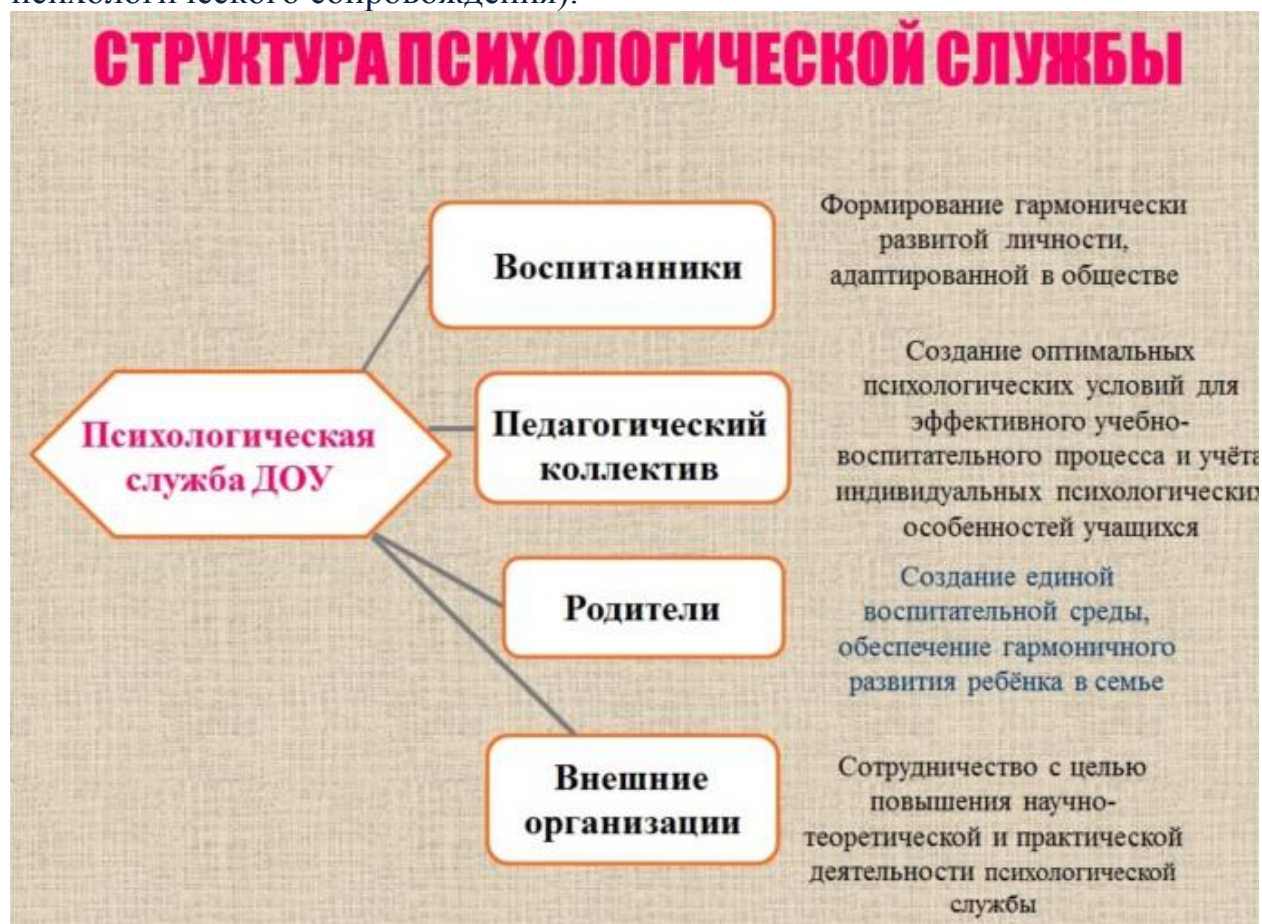 психологического сопровождения).
СТРУКТУРА ПСИХОЛОГИЧЕСКОЙ СЛУЖБЫ
Воспитанники
Формирование гармонически
развитой личности,
адаптированной в обществе
Психологическая
служба ДОУ
Педагогический
коллектив
Создание оптимальных
психологических условий для
эффективного учебно-
воспитательного процесса и учёта
индивидуальных психологических
особенностей учащихся
Родители
Создание единой
воспитательной среды,
обеспечение гармоничного
развития ребёнка в семье
Внешние
организации
Сотрудничество с целью
повышения научно-
теоретической и практической
деятельности психологической
службы